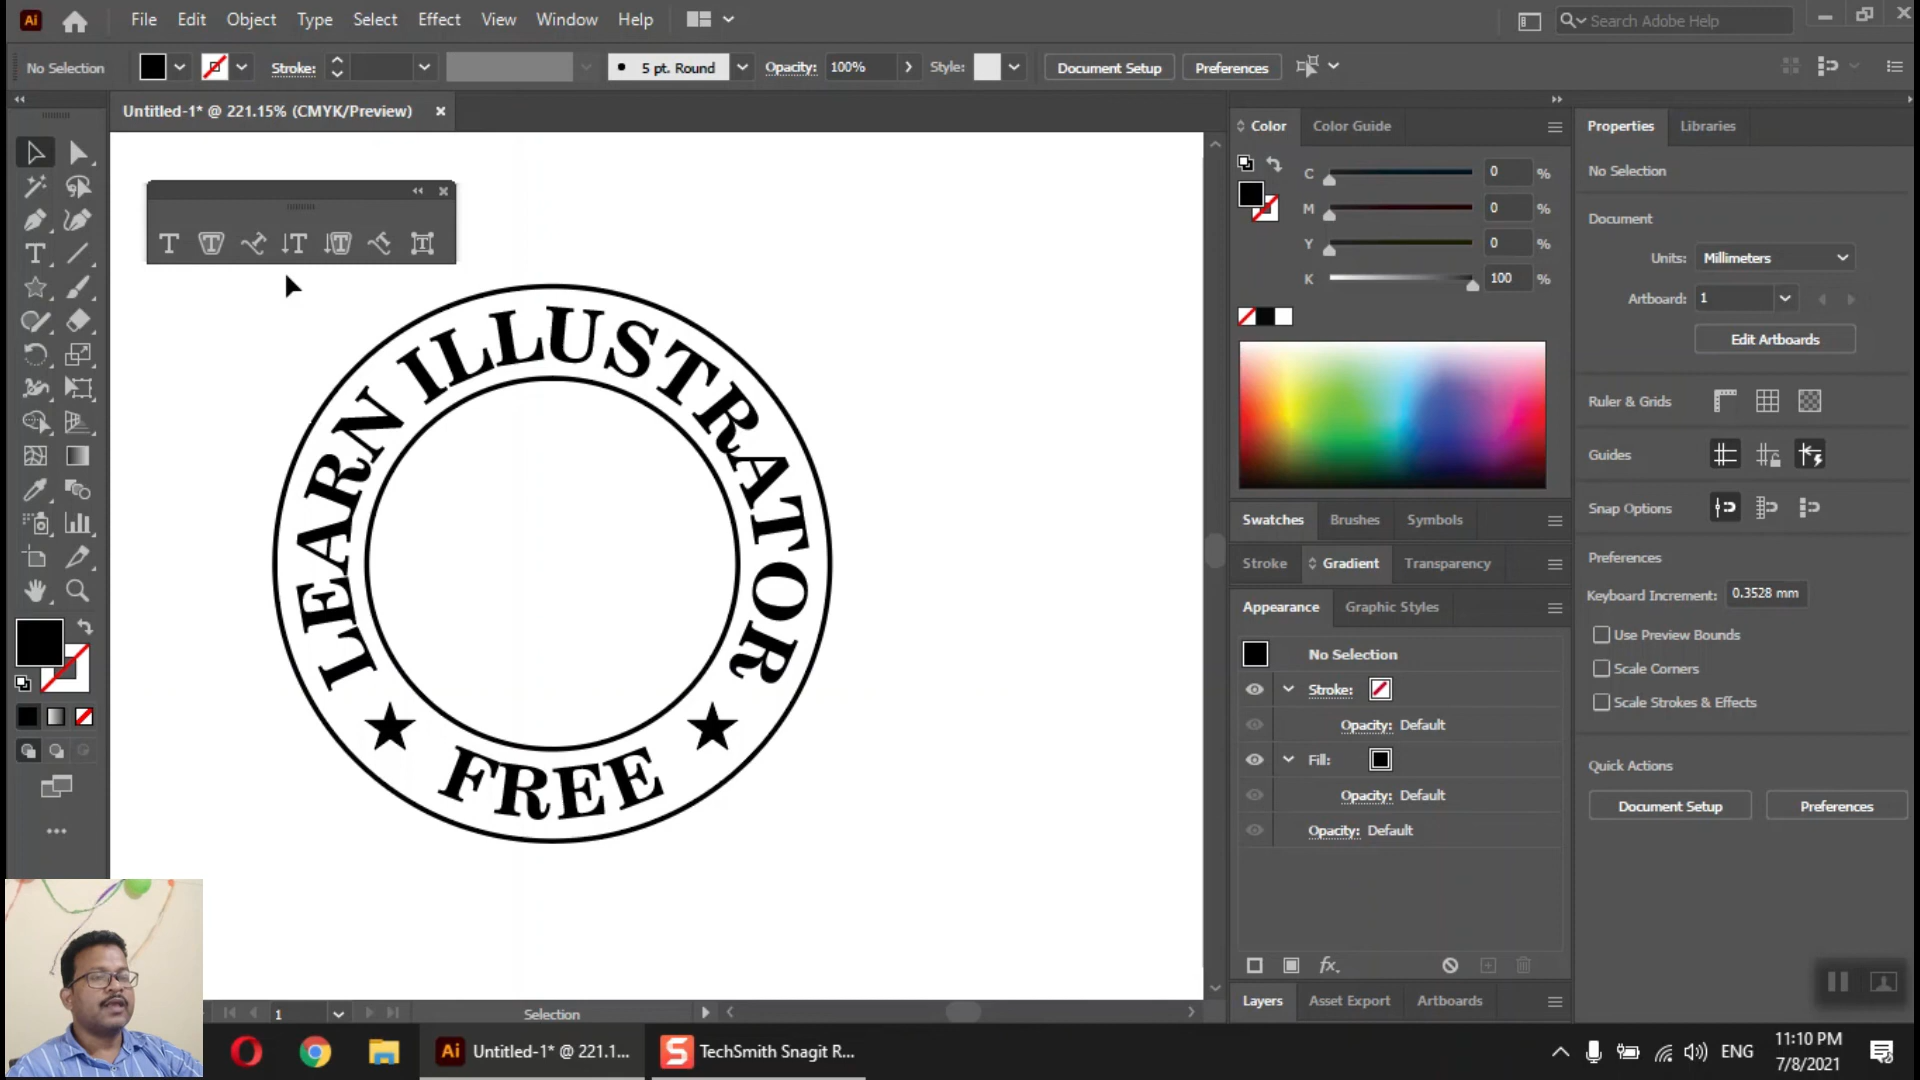 Ai File Edit Object Type Select Effect View Window Help Search Adobe Help
No Selection Stroke: 5 pt. Round Opacity: 100% Style: Document Setup Preferences
Untitled-1* @ 221.15% (CMYK/Preview)
LEARN ILLUSTRATOR
FREE
Color Color Guide
C 0 %
M 0 %
Y 0 %
K 100 %
Swatches Brushes Symbols
Stroke Gradient Transparency
Appearance Graphic Styles
No Selection
Stroke:
Opacity: Default
Fill:
Opacity: Default
Opacity: Default
fx.
Layers Asset Export Artboards
Properties Libraries
No Selection
Document
Units: Millimeters
Artboard: 1
Edit Artboards
Ruler & Grids
Guides
Snap Options
Preferences
Keyboard Increment: 0.3528 mm
Use Preview Bounds
Scale Corners
Scale Strokes & Effects
Quick Actions
Document Setup Preferences
1 Selection
Ai Untitled-1* @ 221.1... S TechSmith Snagit R...
ENG
11:10 PM
7/8/2021